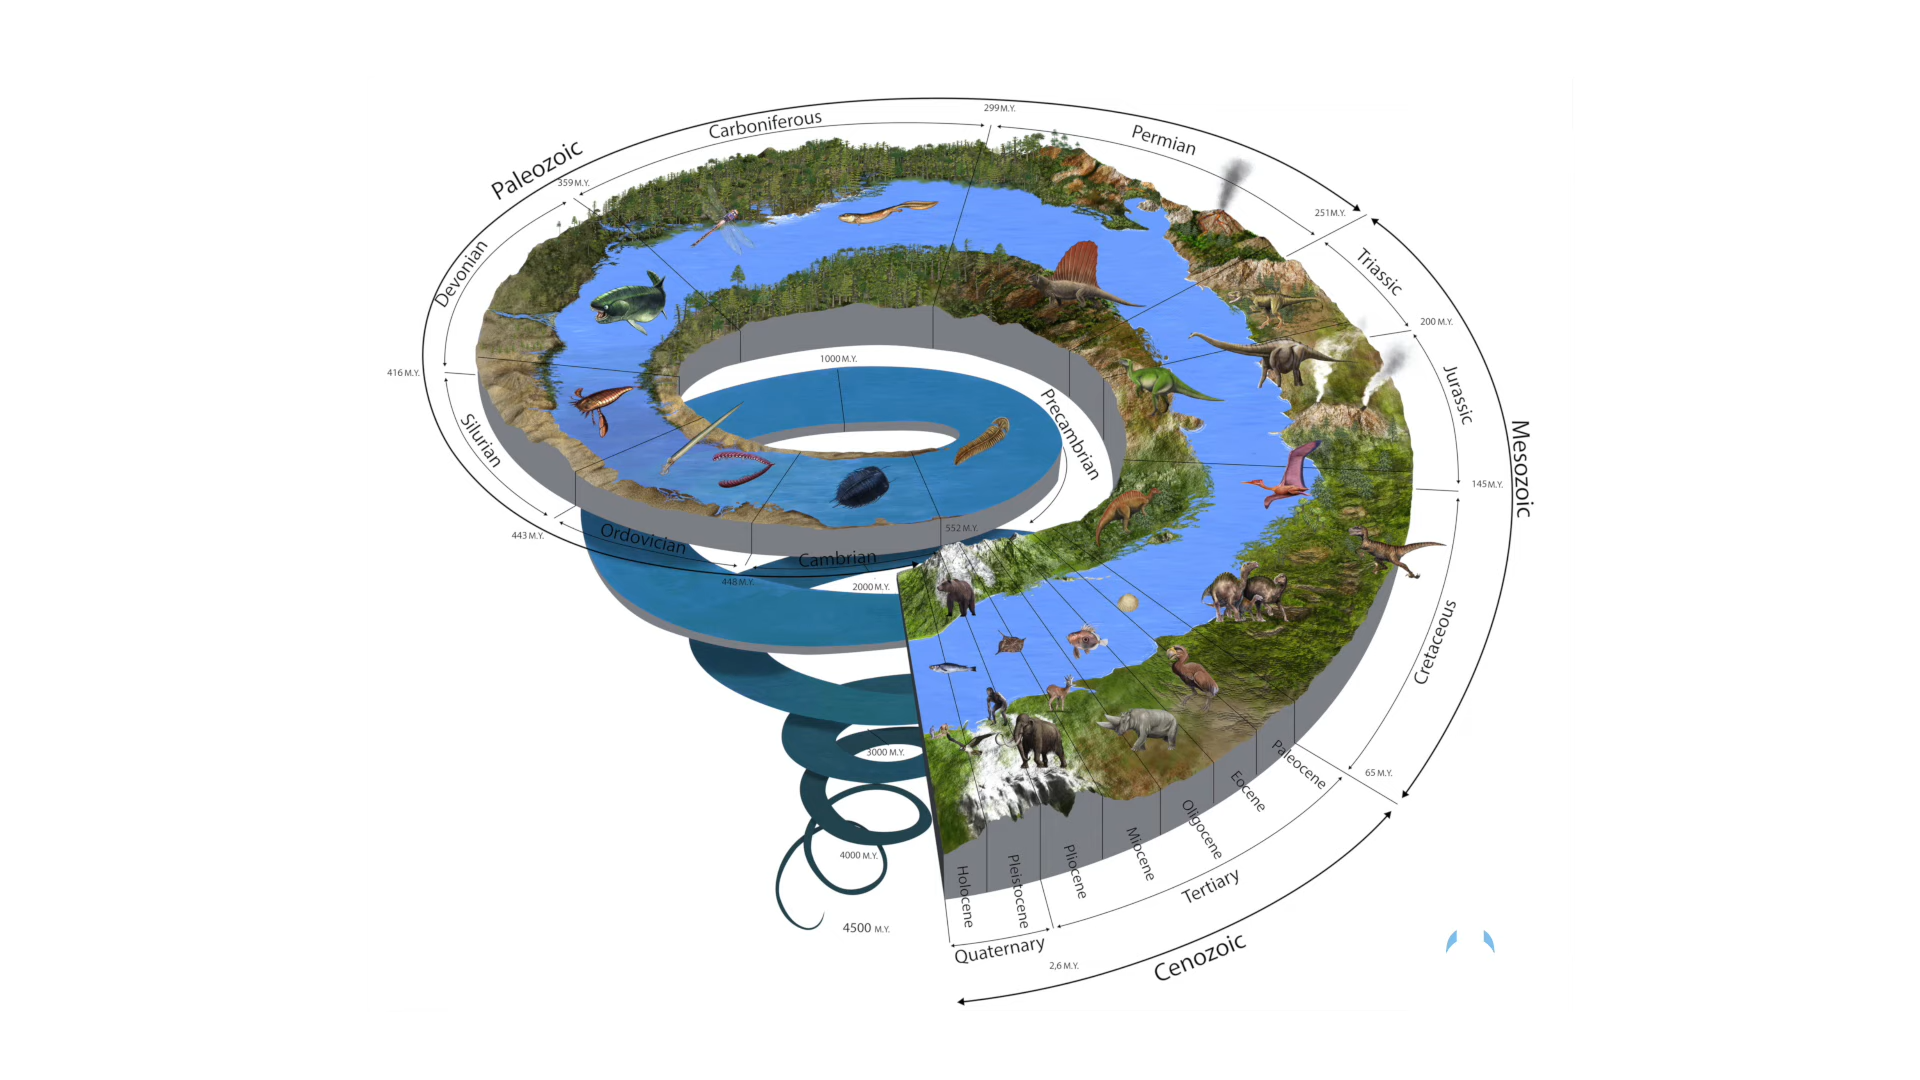 299 M.Y.
Carboniferous
Permian
Paleozoic
359 M.Y.
251 M.Y.
Devonian
Triassic
200 M.Y.
1000 M.Y.
416 M.Y.
Precambrian
Jurassic
Silurian
Mesozoic
145 M.Y.
443 M.Y.
Ordovician
552 M.Y.
Cambrian
448 M.Y.
2000 M.Y.
Cretaceous
3000 M.Y.
Paleocene
65 M.Y.
Eocene
Oligocene
Miocene
4000 M.Y.
Pliocene
Pleistocene
Holocene
Tertiary
4500 M.Y.
Quaternary
2,6 M.Y.
Cenozoic